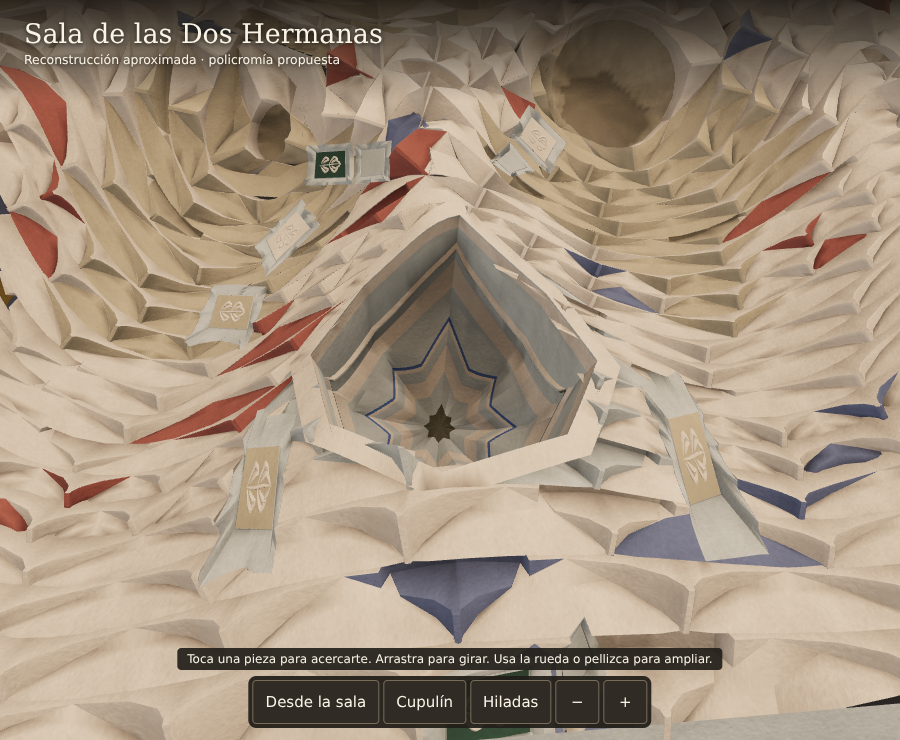 Sala de las Dos Hermanas
Reconstrucción aproximada · policromía propuesta
Toca una pieza para acercarte. Arrastra para girar. Usa la rueda o pellizca para ampliar.
Desde la sala
Cupulín
Hiladas
−
+